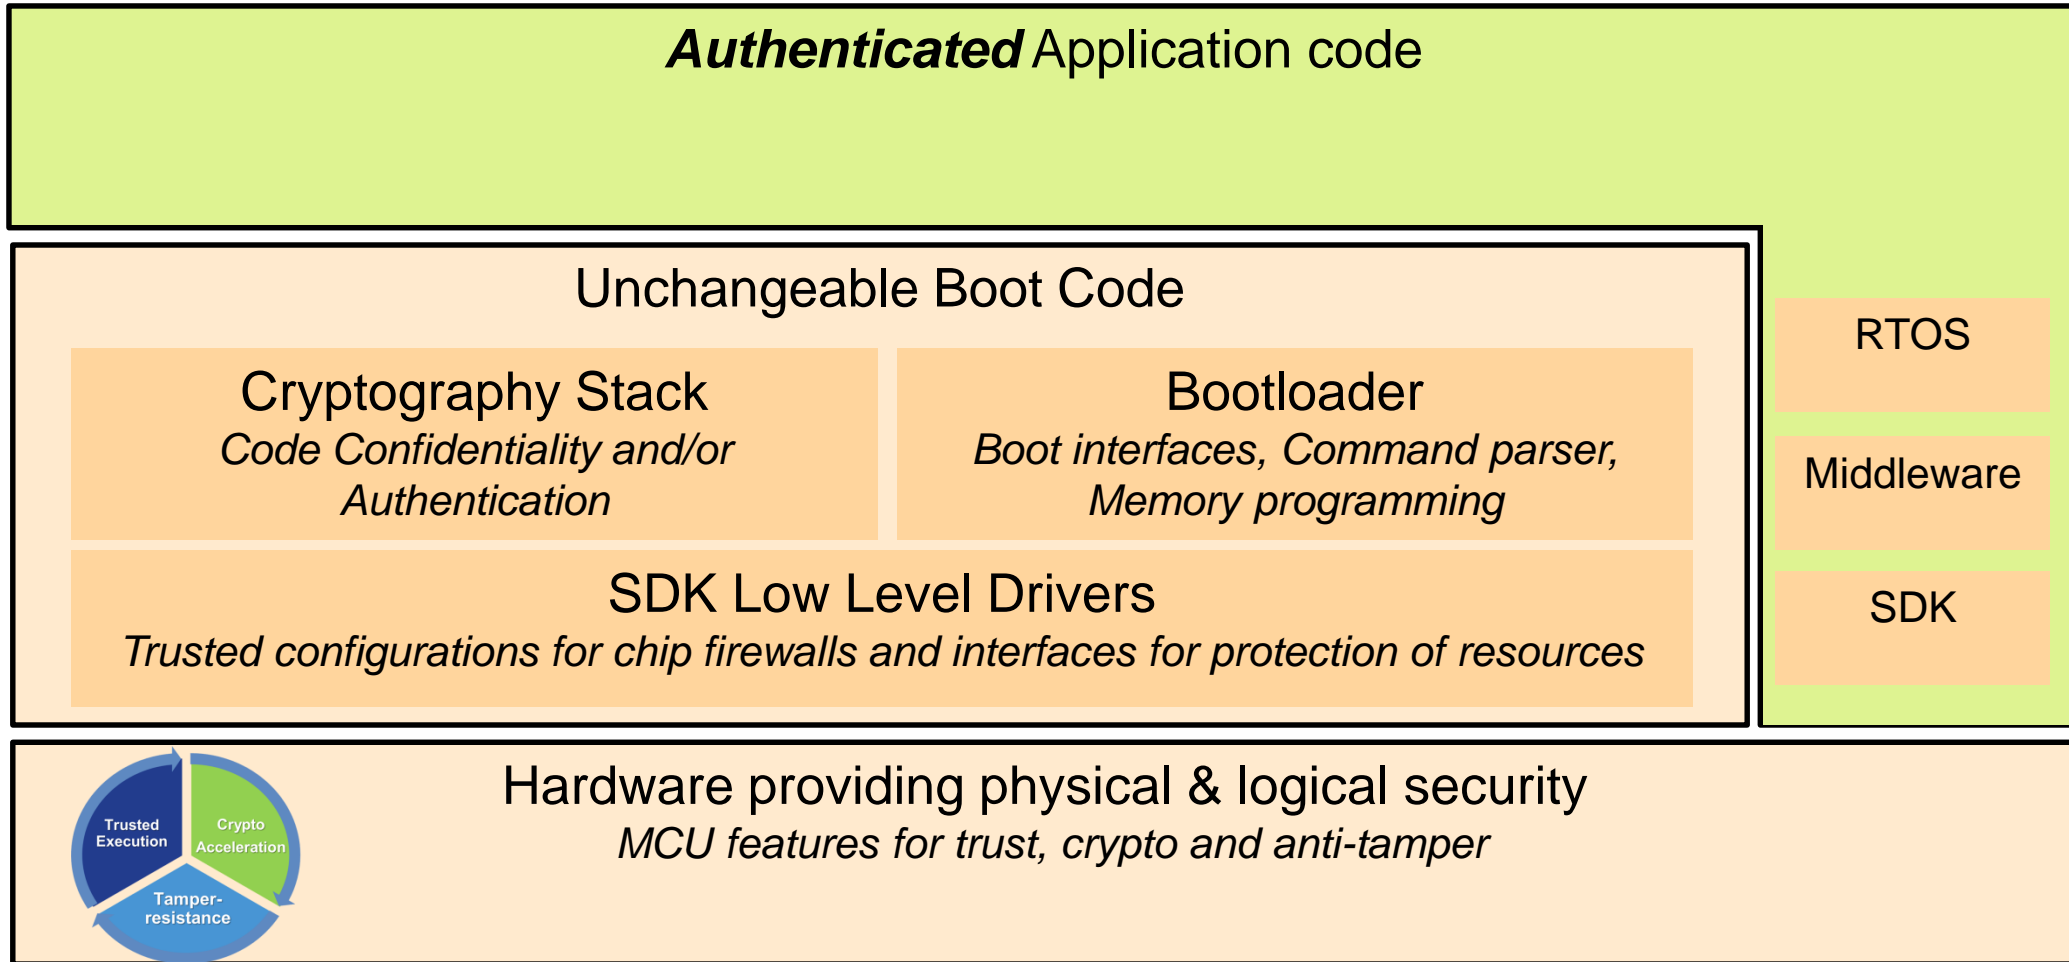 Authenticated Application code
Unchangeable Boot Code
Cryptography Stack
Code Confidentiality and/or
Authentication
Bootloader
Boot interfaces, Command parser,
Memory programming
SDK Low Level Drivers
Trusted configurations for chip firewalls and interfaces for protection of resources
RTOS
Middleware
SDK
Hardware providing physical & logical security
MCU features for trust, crypto and anti-tamper
Trusted
Execution
Crypto
Acceleration
Tamper-
resistance